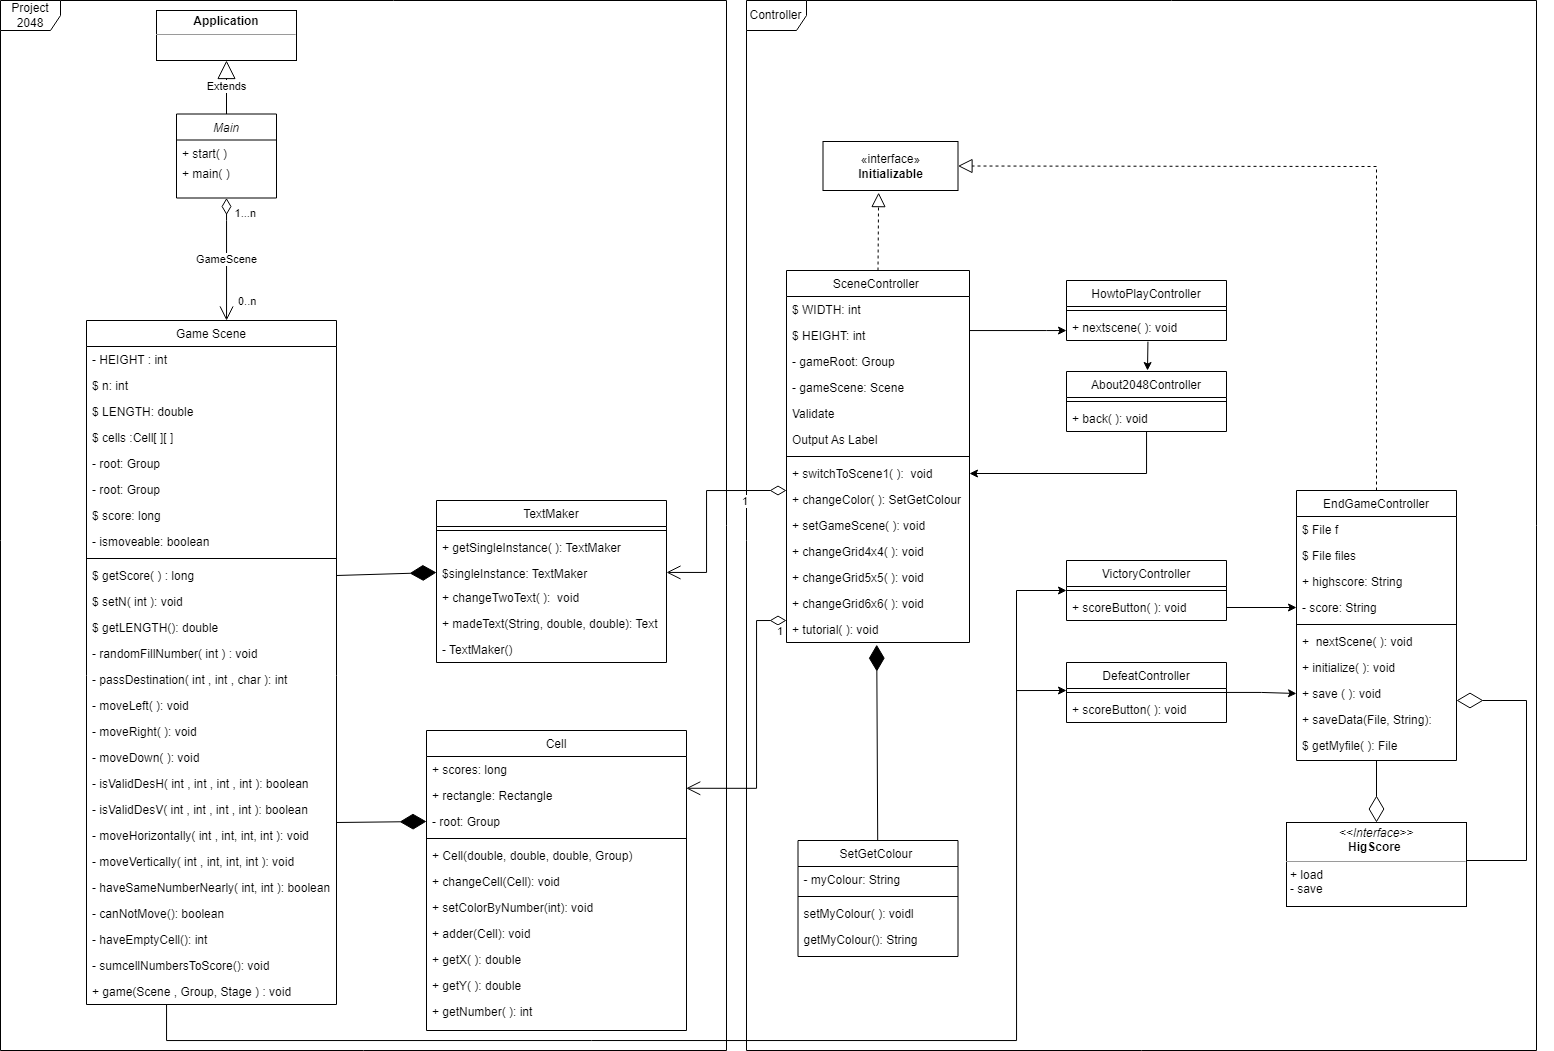 Project
2048
Application
Extends
Main
+ start( )
+ main( )
1...n
GameScene
0..n
Game Scene
- HEIGHT : int
$ n: int
$ LENGTH: double
$ cells :Cell[ ][ ]
- root: Group
- root: Group
$ score: long
- ismoveable: boolean
$ getScore( ) : long
$ setN( int ): void
$ getLENGTH(): double
- randomFillNumber( int ) : void
- passDestination( int , int , char ): int
- moveLeft( ): void
- moveRight( ): void
- moveDown( ): void
- isValidDesH( int , int , int , int ): boolean
- isValidDesV( int , int , int , int ): boolean
- moveHorizontally( int , int, int, int ): void
- moveVertically( int , int, int, int ): void
- haveSameNumberNearly( int, int ): boolean
- canNotMove(): boolean
- haveEmptyCell(): int
- sumcellNumbersToScore(): void
+ game(Scene , Group, Stage ) : void
TextMaker
+ getSingleInstance( ): TextMaker
$singleInstance: TextMaker
+ changeTwoText( ):  void
+ madeText(String, double, double): Text
- TextMaker()
Cell
+ scores: long
+ rectangle: Rectangle
- root: Group
+ Cell(double, double, double, Group)
+ changeCell(Cell): void
+ setColorByNumber(int): void
+ adder(Cell): void
+ getX( ): double
+ getY( ): double
+ getNumber( ): int
Controller
«interface»
Initializable
SceneController
$ WIDTH: int
$ HEIGHT: int
- gameRoot: Group
- gameScene: Scene
Validate
Output As Label
+ switchToScene1( ):  void
+ changeColor( ): SetGetColour
+ setGameScene( ): void
+ changeGrid4x4( ): void
+ changeGrid5x5( ): void
+ changeGrid6x6( ): void
+ tutorial( ): void
1
1
SetGetColour
- myColour: String
setMyColour( ): voidl
getMyColour(): String
HowtoPlayController
+ nextscene( ): void
About2048Controller
+ back( ): void
VictoryController
+ scoreButton( ): void
DefeatController
+ scoreButton( ): void
EndGameController
$ File f
$ File files
+ highscore: String
- score: String
+  nextScene( ): void
+ initialize( ): void
+ save ( ): void
+ saveData(File, String):
$ getMyfile( ): File
<<Interface>>
HigScore
+ load
- save